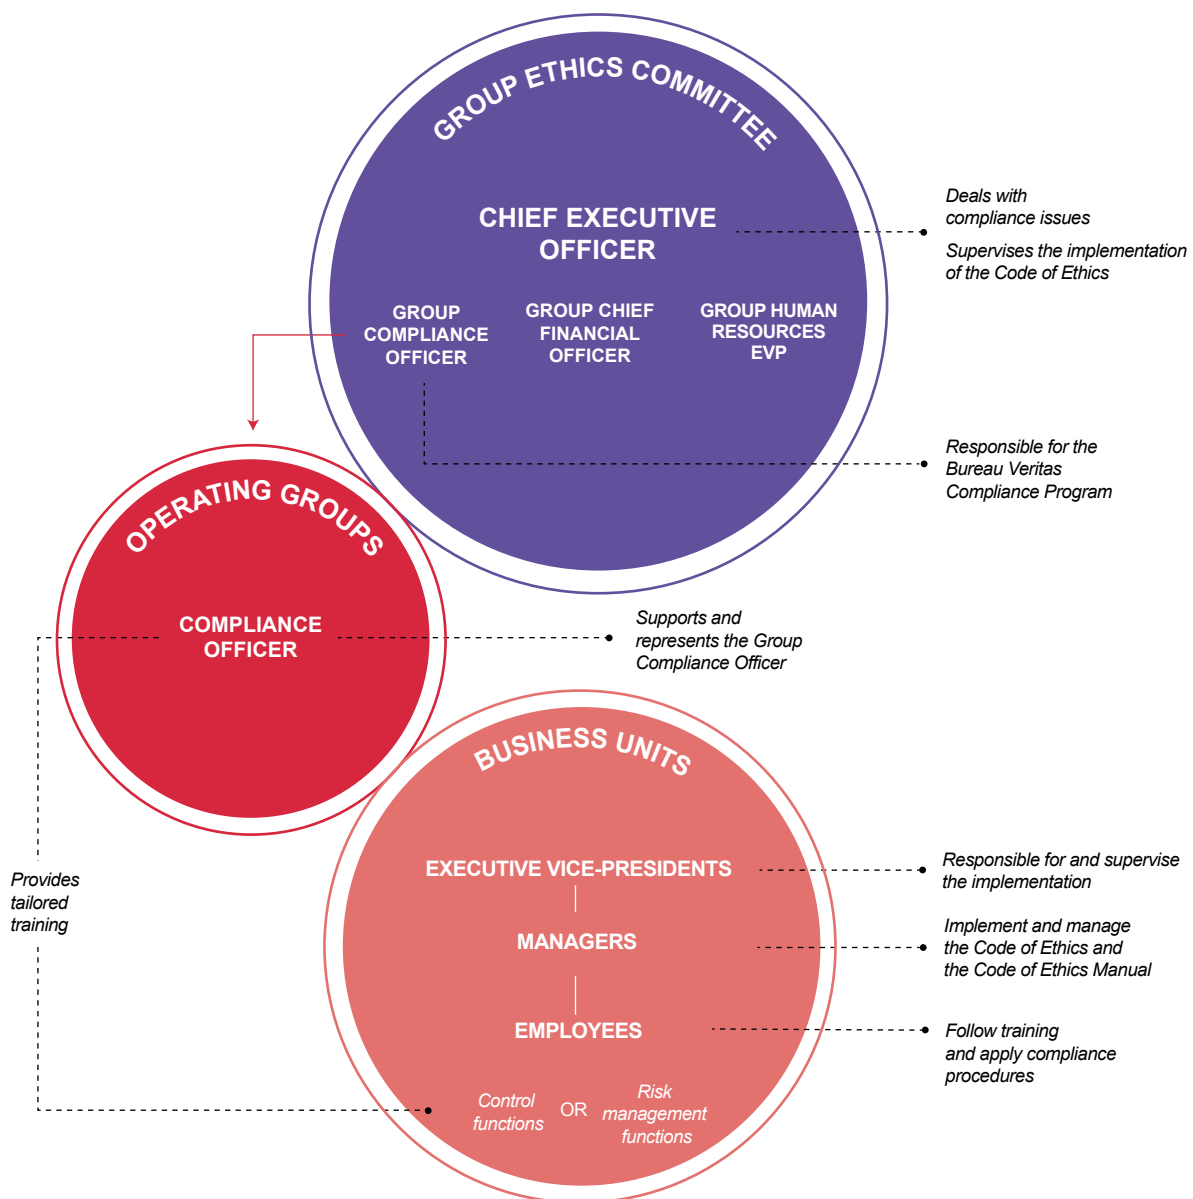 GROUP ETHICS COMMITTEE
CHIEF EXECUTIVE
OFFICER
Deals with
compliance issues
Supervises the implementation
of the Code of Ethics
GROUP
COMPLIANCE
OFFICER
GROUP CHIEF
FINANCIAL
OFFICER
GROUP HUMAN
RESOURCES
EVP
Responsible for the
Bureau Veritas
Compliance Program
OPERATING GROUPS
COMPLIANCE
OFFICER
Supports and
represents the Group
Compliance Officer
Provides
tailored
training
BUSINESS UNITS
EXECUTIVE VICE-PRESIDENTS
Responsible for and supervise
the implementation
MANAGERS
Implement and manage
the Code of Ethics and
the Code of Ethics Manual
EMPLOYEES
Follow training
and apply compliance
procedures
Control
functions
OR
Risk
management
functions